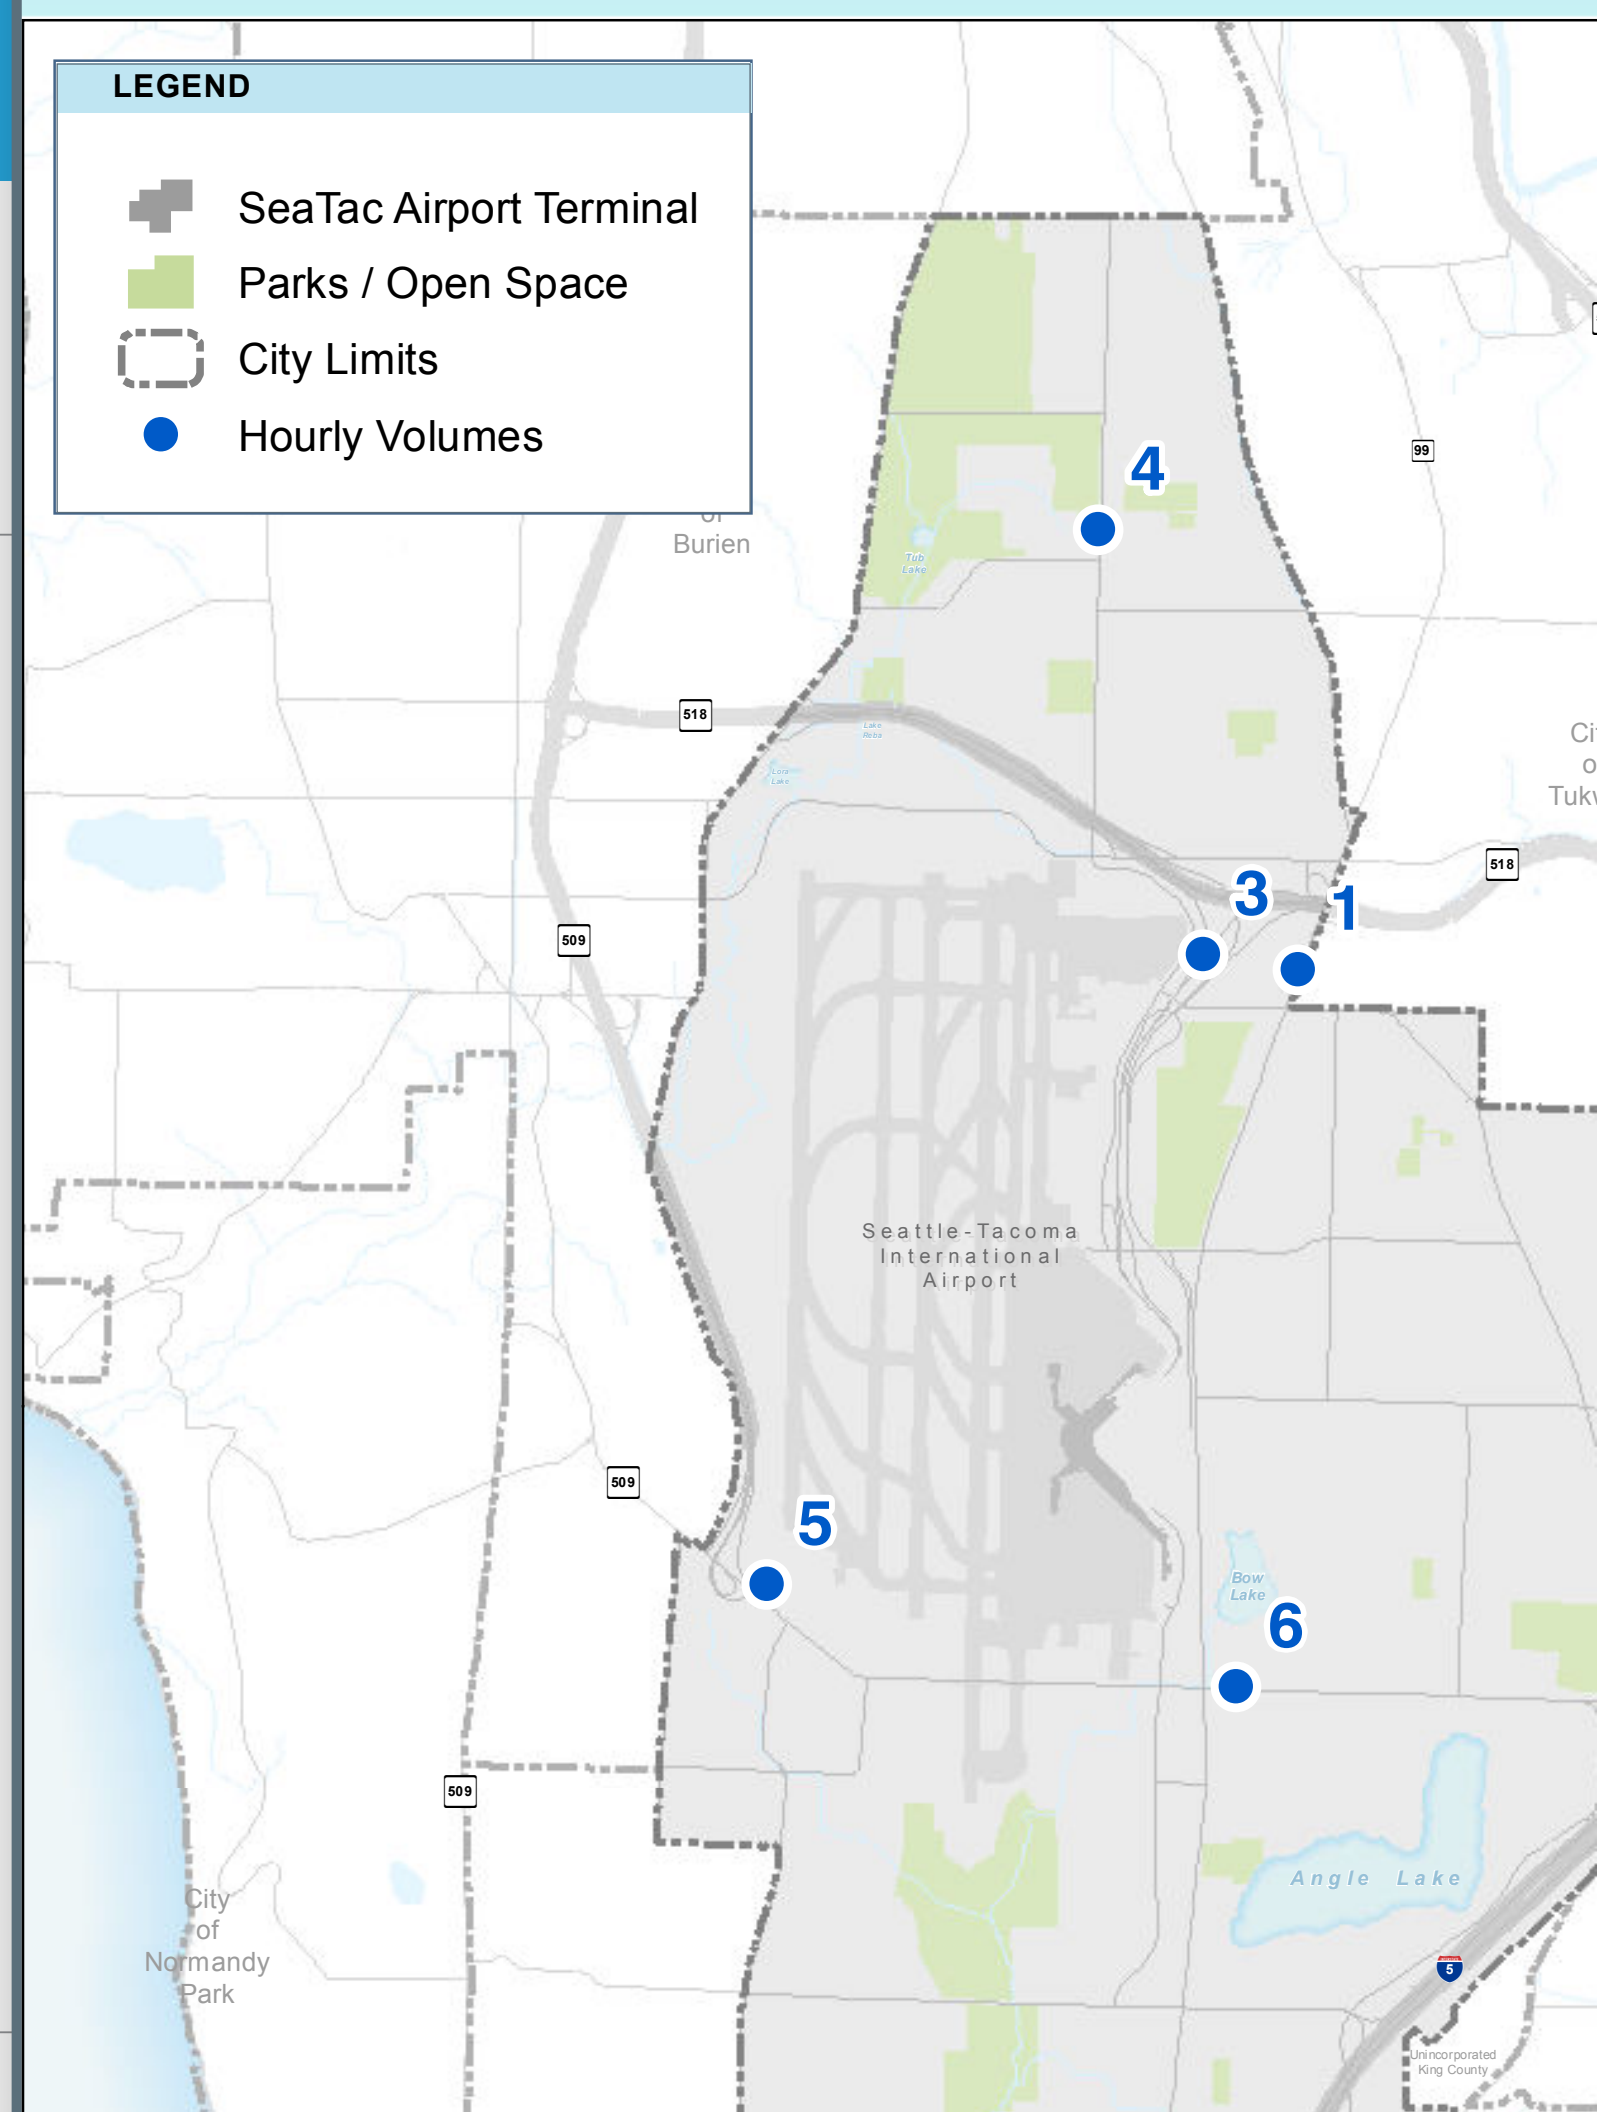 LEGEND
SeaTac Airport Terminal
Parks / Open Space
City Limits
Hourly Volumes
Burien
99
4
Tub
Lake
518
Lake
Reba
Lora
Lake
518
3
1
509
Seattle-Tacoma
International
Airport
509
5
Bow
Lake
6
509
Angle Lake
City
of
Normandy
Park
5
Unincorporated
King County